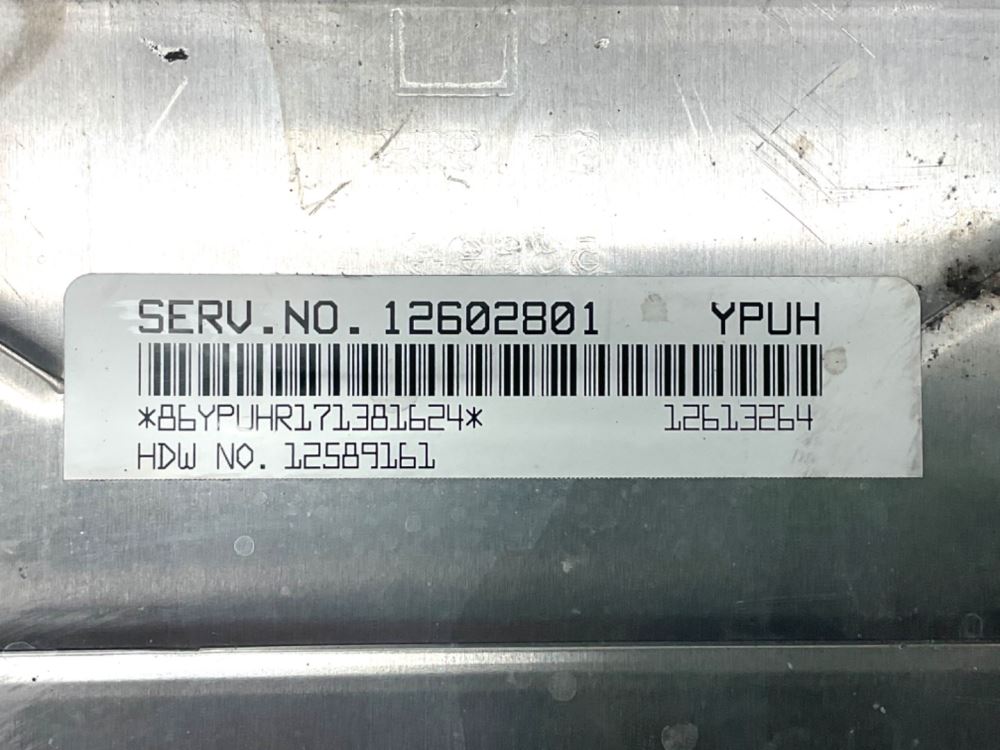 SERV.NO. 12602801 YPUH
*86YPUHR171381624* 12613264
HDW NO. 12589161